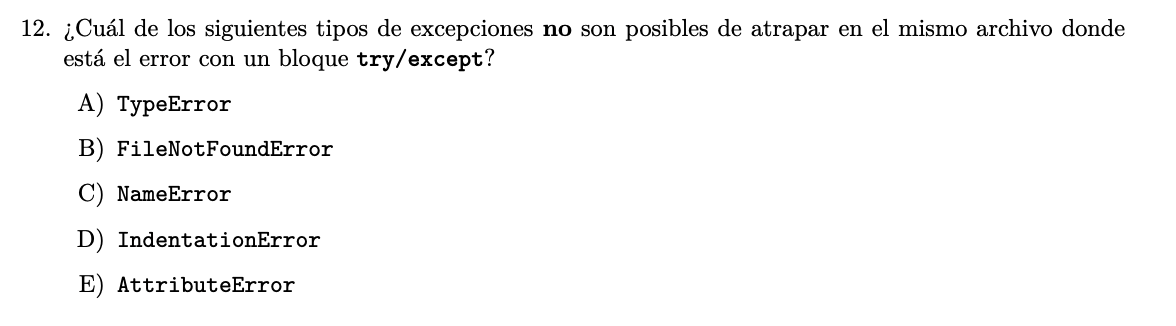 12. ¿Cuál de los siguientes tipos de excepciones no son posibles de atrapar en el mismo archivo donde
está el error con un bloque try/except?
A) TypeError
B) FileNotFoundError
C) NameError
D) IndentationError
E) AttributeError